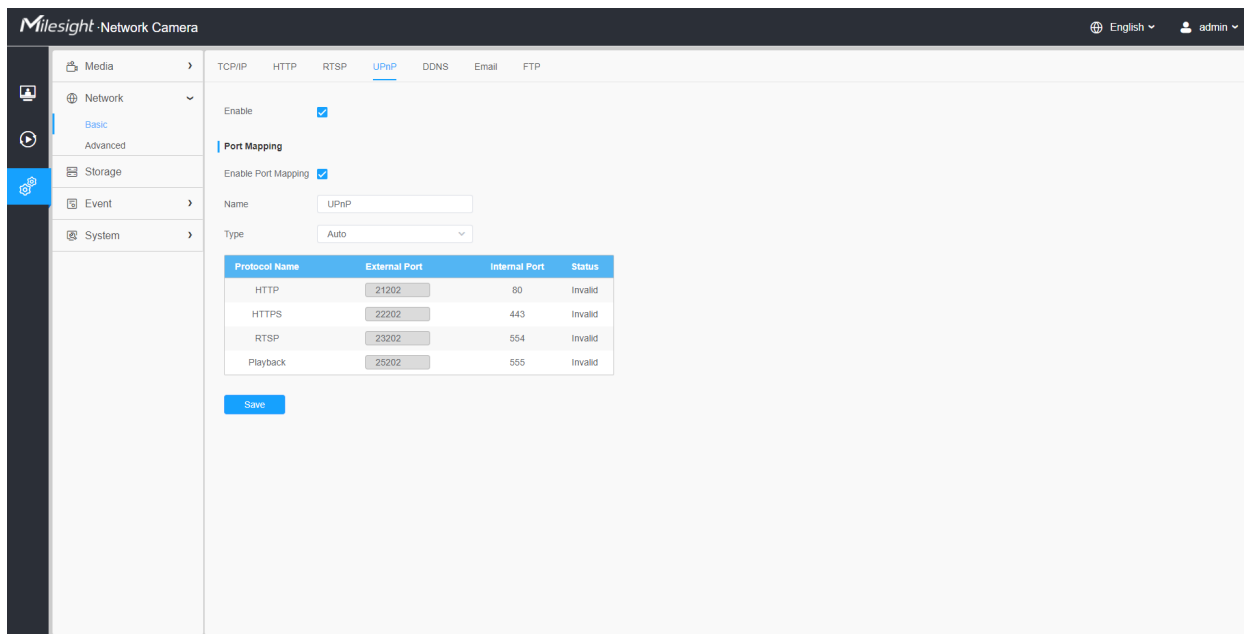 Milesight · Network Camera
English
admin
Media
Network
Basic
Advanced
Storage
Event
System
TCP/IP HTTP RTSP UPnP DDNS Email FTP
Enable
Port Mapping
Enable Port Mapping
Name UPnP
Type Auto
Protocol Name External Port Internal Port Status
HTTP 21202 80 Invalid
HTTPS 22202 443 Invalid
RTSP 23202 554 Invalid
Playback 25202 555 Invalid
Save